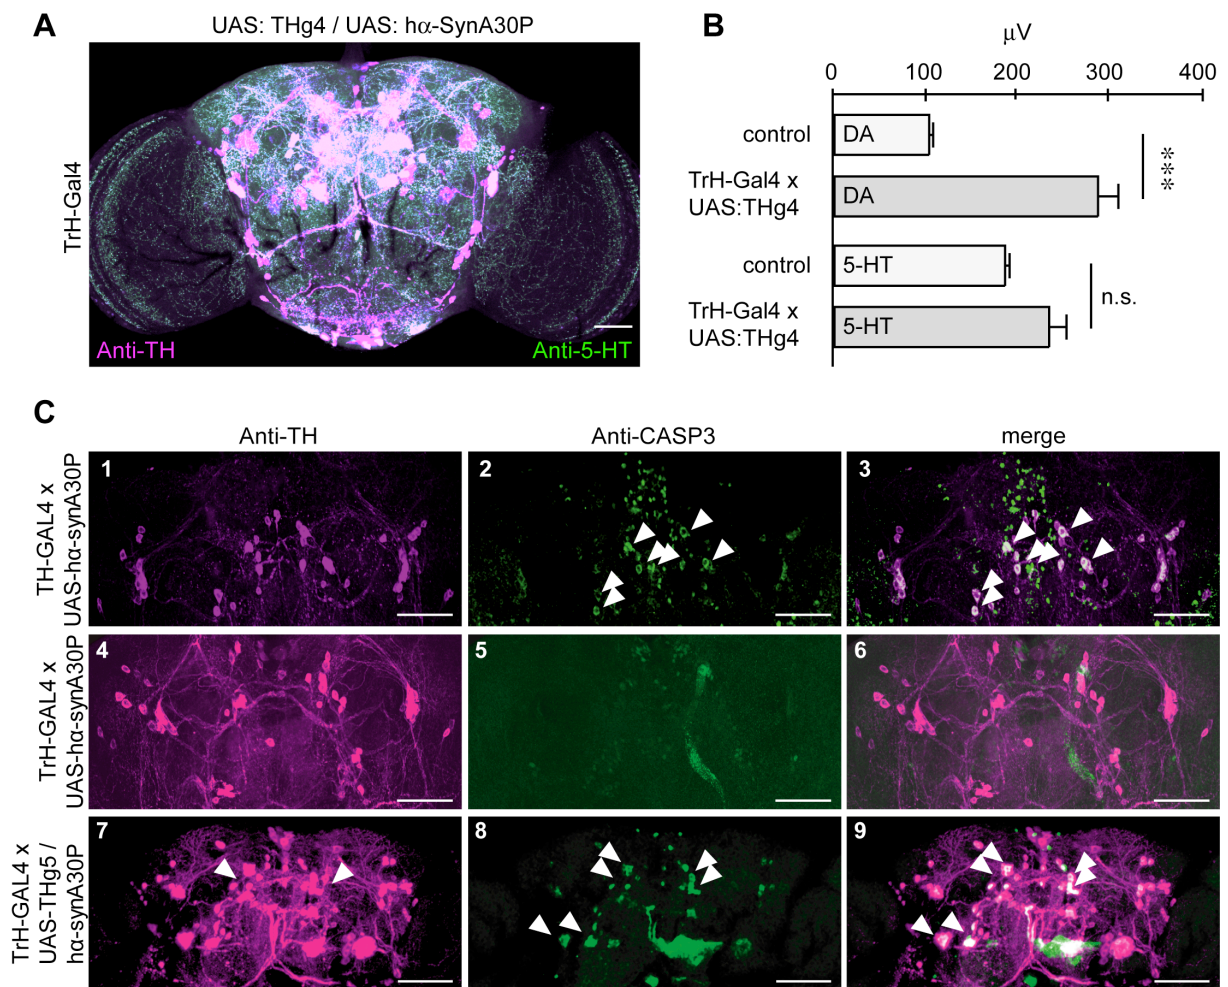 A
UAS: THg4 / UAS: hα-SynA30P
TrH-Gal4
Anti-TH
Anti-5-HT
B
μV
0 100 200 300 400
control
DA
TrH-Gal4 x
UAS:THg4
DA
***
control
5-HT
TrH-Gal4 x
UAS:THg4
5-HT
n.s.
C
Anti-TH
Anti-CASP3
merge
TH-GAL4 x
UAS-hα-synA30P
1
2
3
TrH-GAL4 x
UAS-hα-synA30P
4
5
6
TrH-GAL4 x
UAS-THg5 /
hα-synA30P
7
8
9